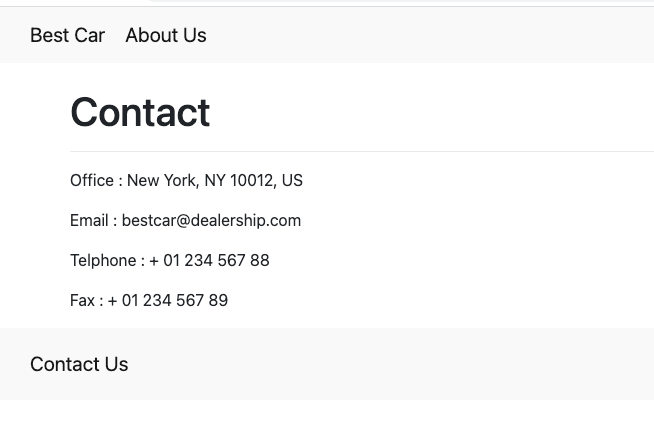 Best Car About Us
Contact
Office : New York, NY 10012, US
Email : bestcar@dealership.com
Telphone : + 01 234 567 88
Fax : + 01 234 567 89
Contact Us